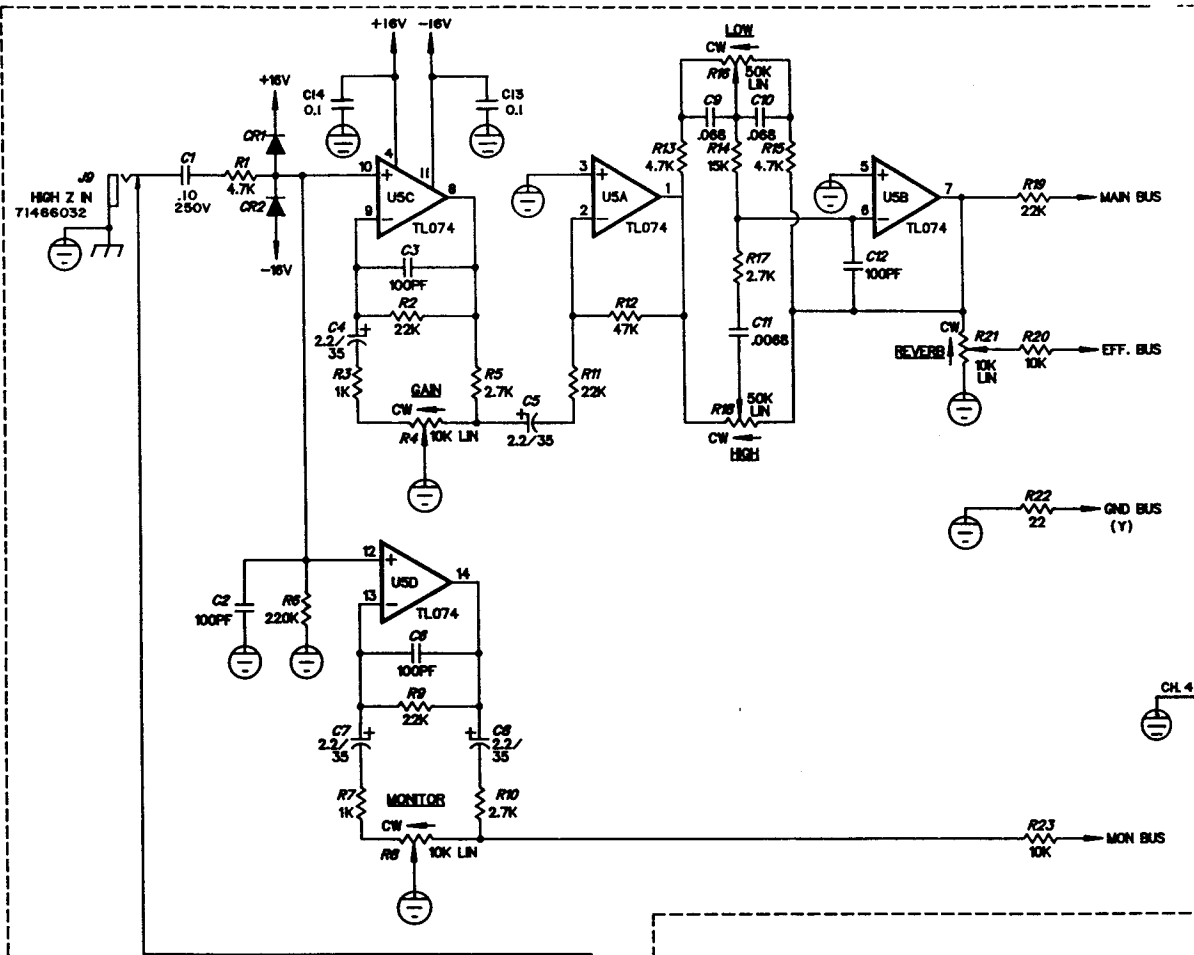 +16V -16V
LOW
CW
R16 50K
LIN
C14
0.1
C13
0.1
+16V
CR1
C9
.068
C10
.068
R13
4.7K
R14
15K
R15
4.7K
J9
HIGH Z IN
71466032
C1
.10
250V
R1
4.7K
CR2
-16V
4
10
+
11
U5C
8
9
-
TL074
3
+
U5A
1
2
-
TL074
5
+
U5B
7
6
-
TL074
R19
22K
MAIN BUS
C3
100PF
R2
22K
C4
+
2.2/
35
R3
1K
R5
2.7K
GAIN
CW
R4
10K LIN
C5
+
2.2/35
R12
47K
R11
22K
R17
2.7K
C11
.0068
C12
100PF
50K
LIN
R18
CW
HIGH
CW
REVERB
R21
10K
LIN
R20
10K
EFF. BUS
R22
22
GND BUS
(Y)
12
+
U5D
14
13
-
TL074
C2
100PF
R6
220K
C6
100PF
R9
22K
C7
+
2.2/
35
C8
+
2.2/
35
R7
1K
MONITOR
R10
2.7K
CW
R8
10K LIN
R23
10K
MON BUS
CH. 4